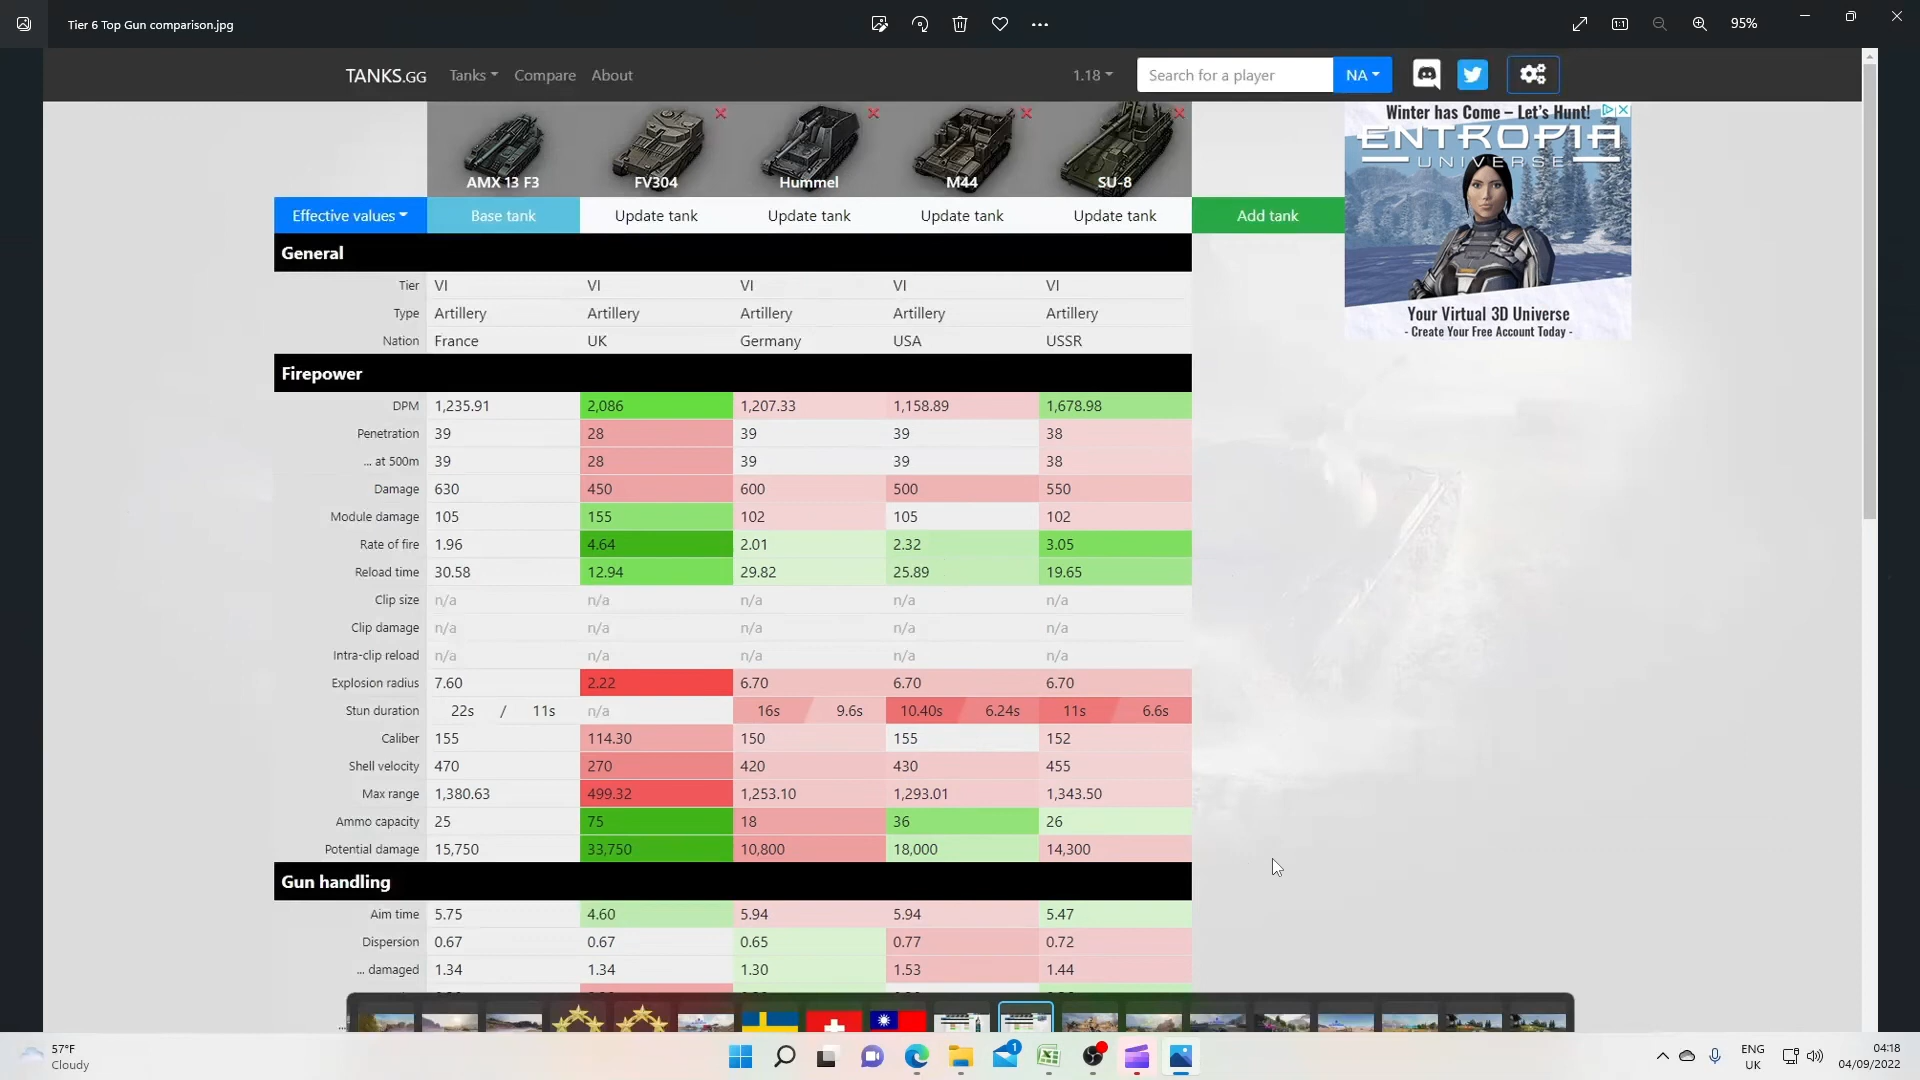 Tier 6 Top Gun comparison.jpg
95%
TANKS.GG Tanks Compare About 1.18 Search for a player NA
Winter has Come – Let's Hunt!
ENTROPIA
UNIVERSE
Your Virtual 3D Universe
- Create Your Free Account Today -
AMX 13 F3 FV304 Hummel M44 SU-8
Effective values Base tank Update tank Update tank Update tank Update tank Add tank
General
Tier VI VI VI VI VI
Type Artillery Artillery Artillery Artillery Artillery
Nation France UK Germany USA USSR
Firepower
DPM 1,235.91 2,086 1,207.33 1,158.89 1,678.98
Penetration 39 28 39 39 38
... at 500m 39 28 39 39 38
Damage 630 450 600 500 550
Module damage 105 155 102 105 102
Rate of fire 1.96 4.64 2.01 2.32 3.05
Reload time 30.58 12.94 29.82 25.89 19.65
Clip size n/a n/a n/a n/a n/a
Clip damage n/a n/a n/a n/a n/a
Intra-clip reload n/a n/a n/a n/a n/a
Explosion radius 7.60 2.22 6.70 6.70 6.70
Stun duration 22s / 11s n/a 16s 9.6s 10.40s 6.24s 11s 6.6s
Caliber 155 114.30 150 155 152
Shell velocity 470 270 420 430 455
Max range 1,380.63 499.32 1,253.10 1,293.01 1,343.50
Ammo capacity 25 75 18 36 26
Potential damage 15,750 33,750 10,800 18,000 14,300
Gun handling
Aim time 5.75 4.60 5.94 5.94 5.47
Dispersion 0.67 0.67 0.65 0.77 0.72
... damaged 1.34 1.34 1.30 1.53 1.44
57°F
Cloudy
1
ENG
UK
04:18
04/09/2022